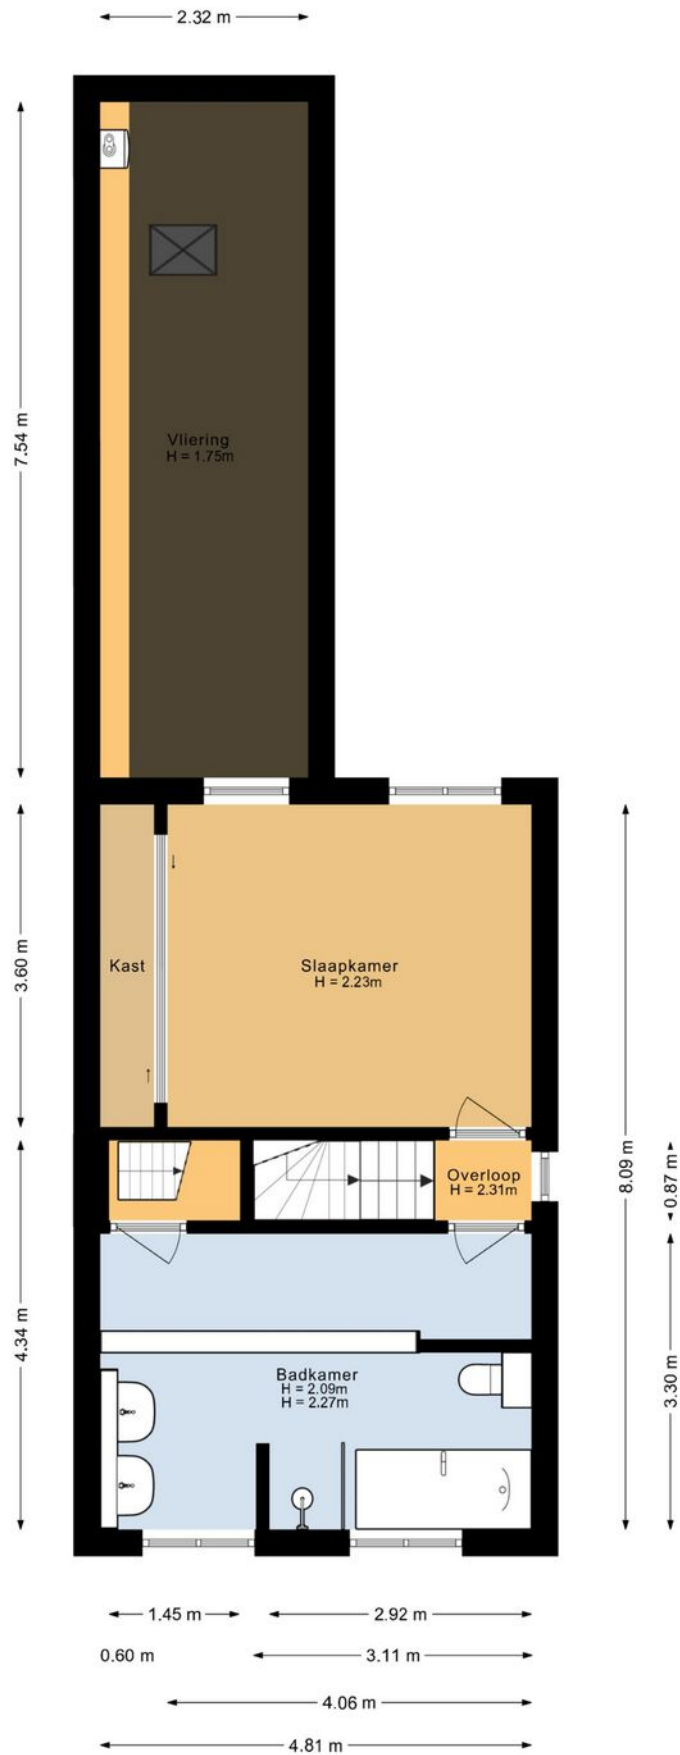 2.32 m
7.54 m
Vliering
H = 1.75m
3.60 m
Kast
Slaapkamer
H = 2.23m
8.09 m
0.87 m
Overloop
H = 2.31m
4.34 m
3.30 m
Badkamer
H = 2.09m
H = 2.27m
1.45 m
2.92 m
0.60 m
3.11 m
4.06 m
4.81 m